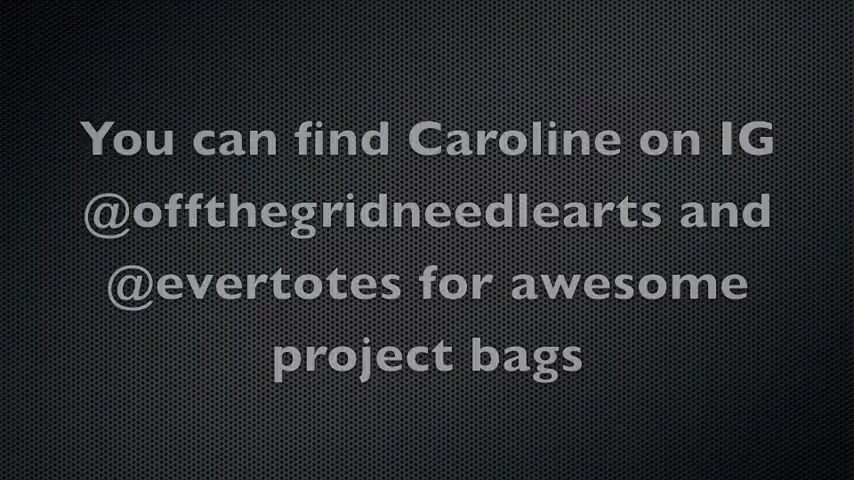 You can find Caroline on IG
@offthegridneedlearts and
@evertotes for awesome
project bags